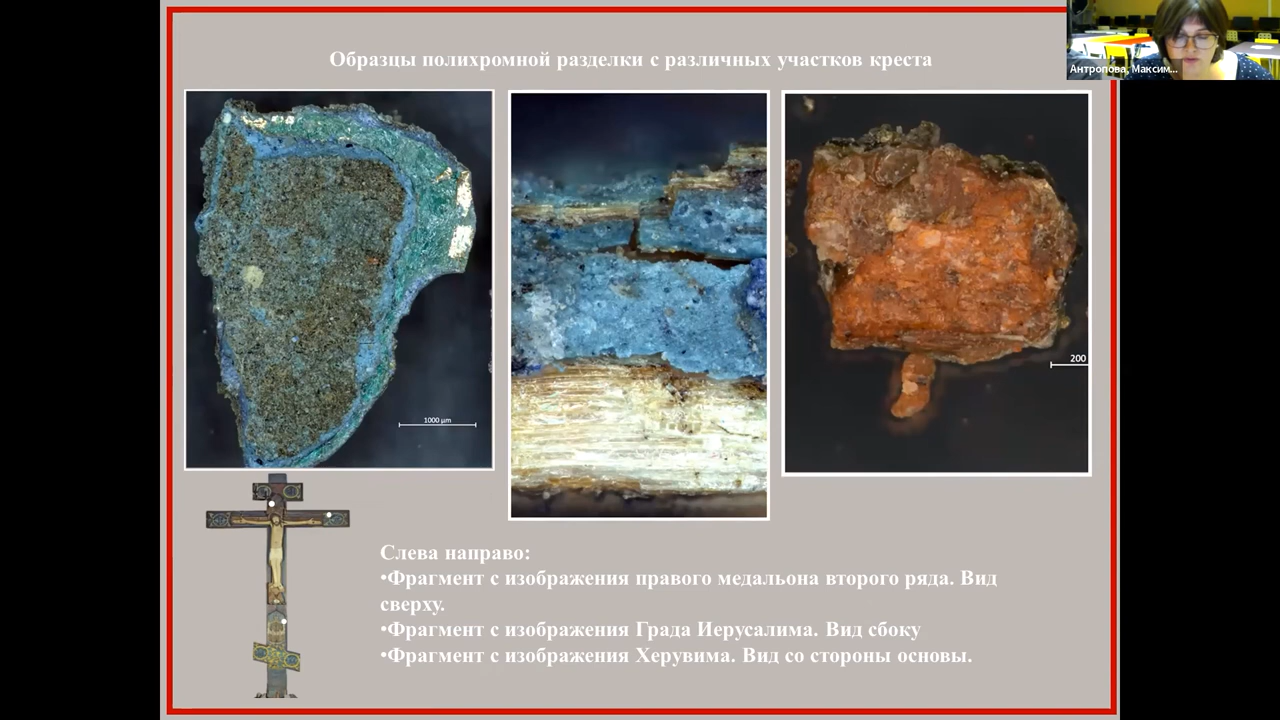 Образцы полихромной разделки с различных участков креста
Антропова, Максим...
1000 µm
200
Слева направо:
•Фрагмент с изображения правого медальона второго ряда. Вид
сверху.
•Фрагмент с изображения Града Иерусалима. Вид сбоку
•Фрагмент с изображения Херувима. Вид со стороны основы.